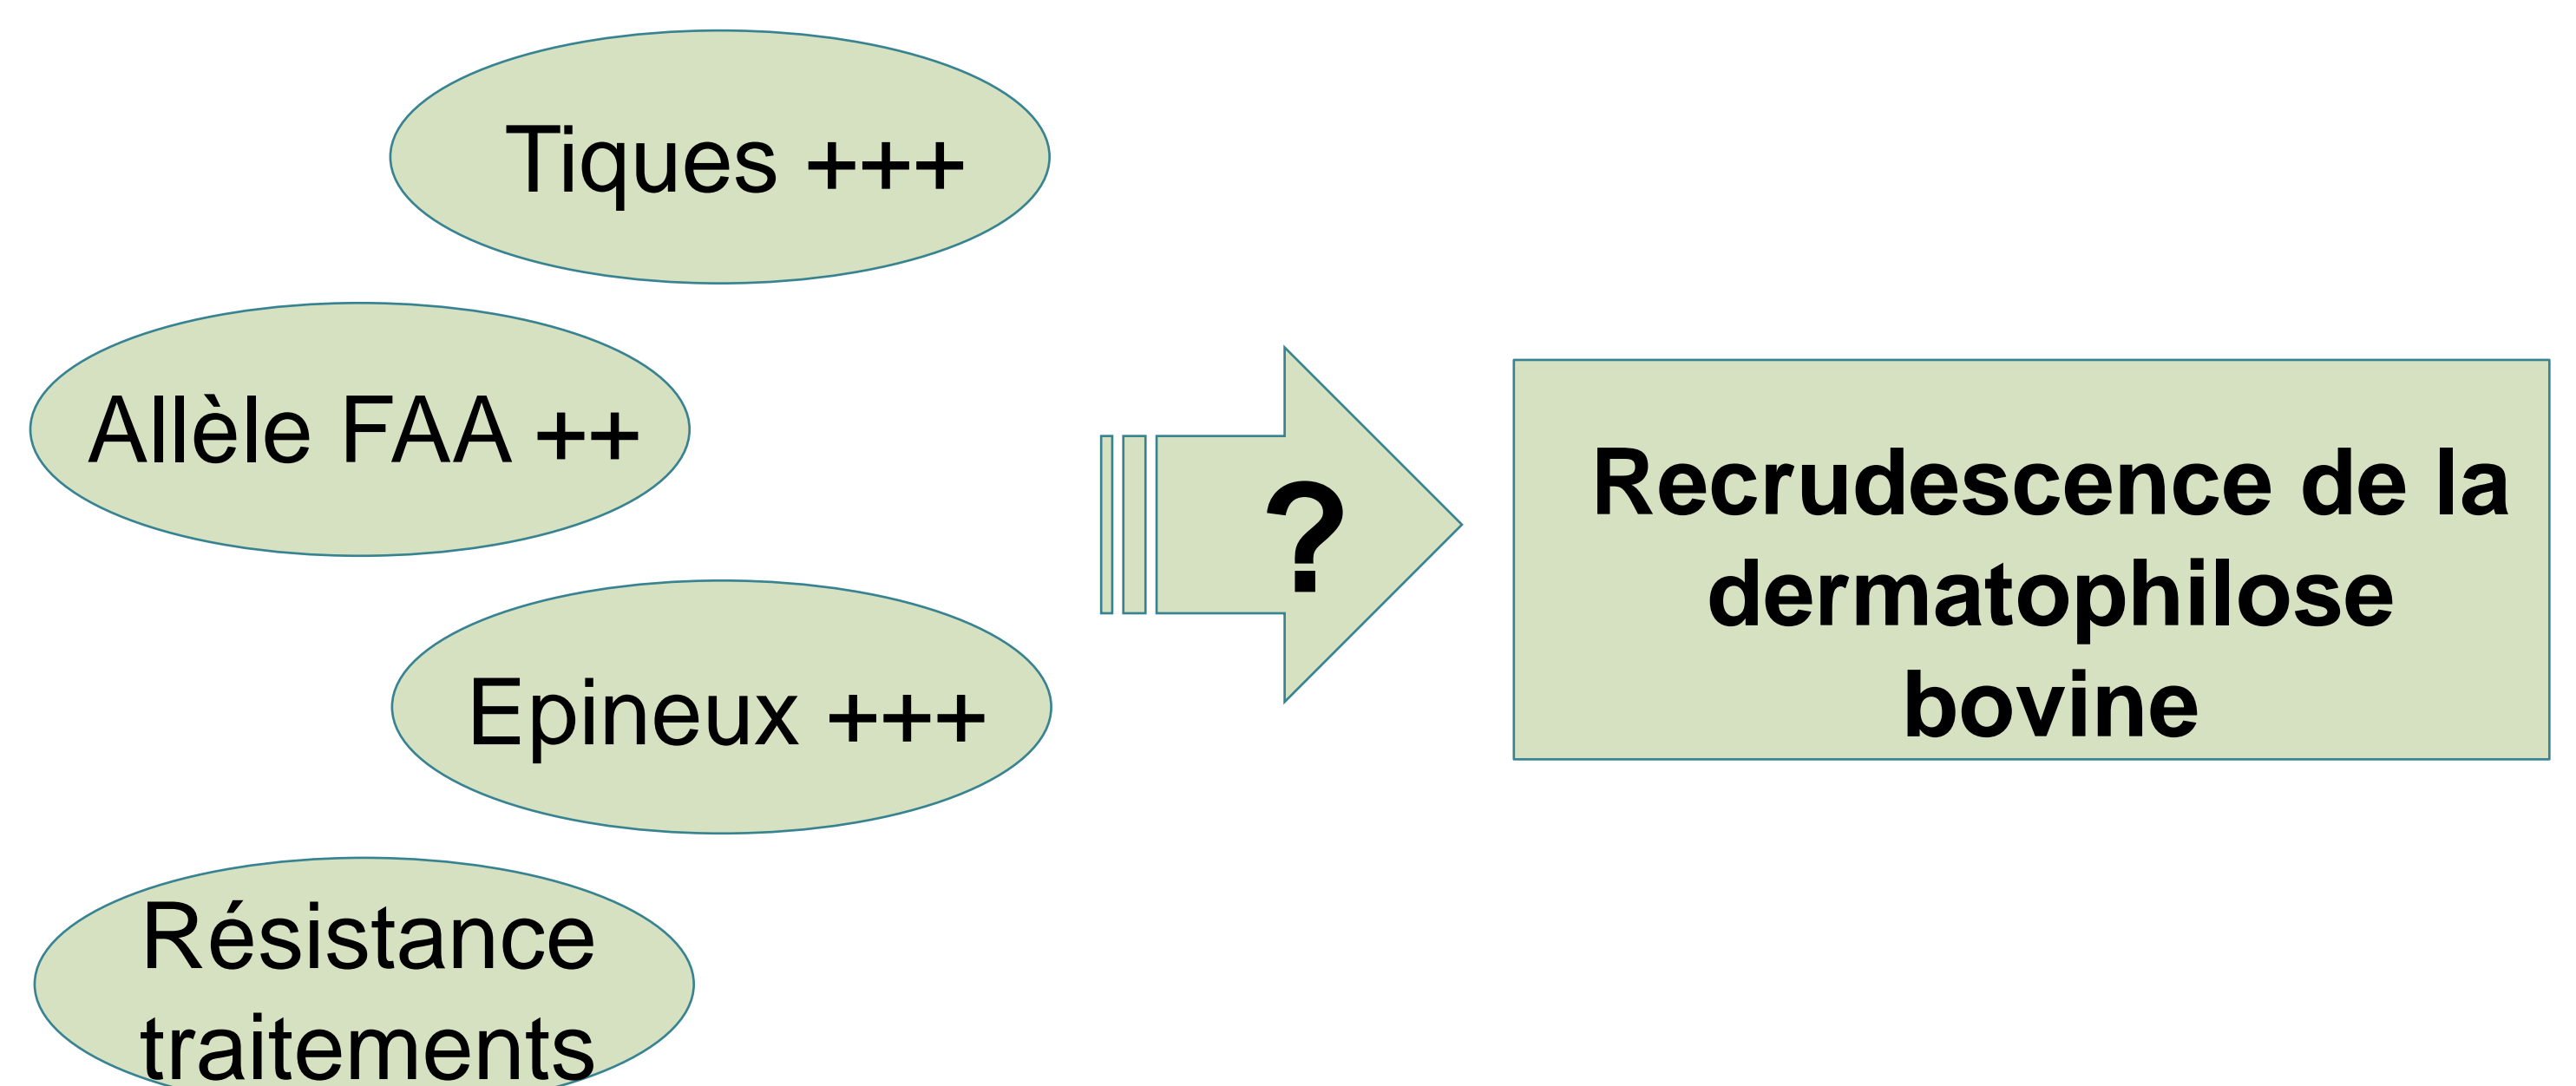 Tiques +++
Allèle FAA ++
Epineux +++
Résistance
traitements
?
Recrudescence de la
dermatophilose
bovine